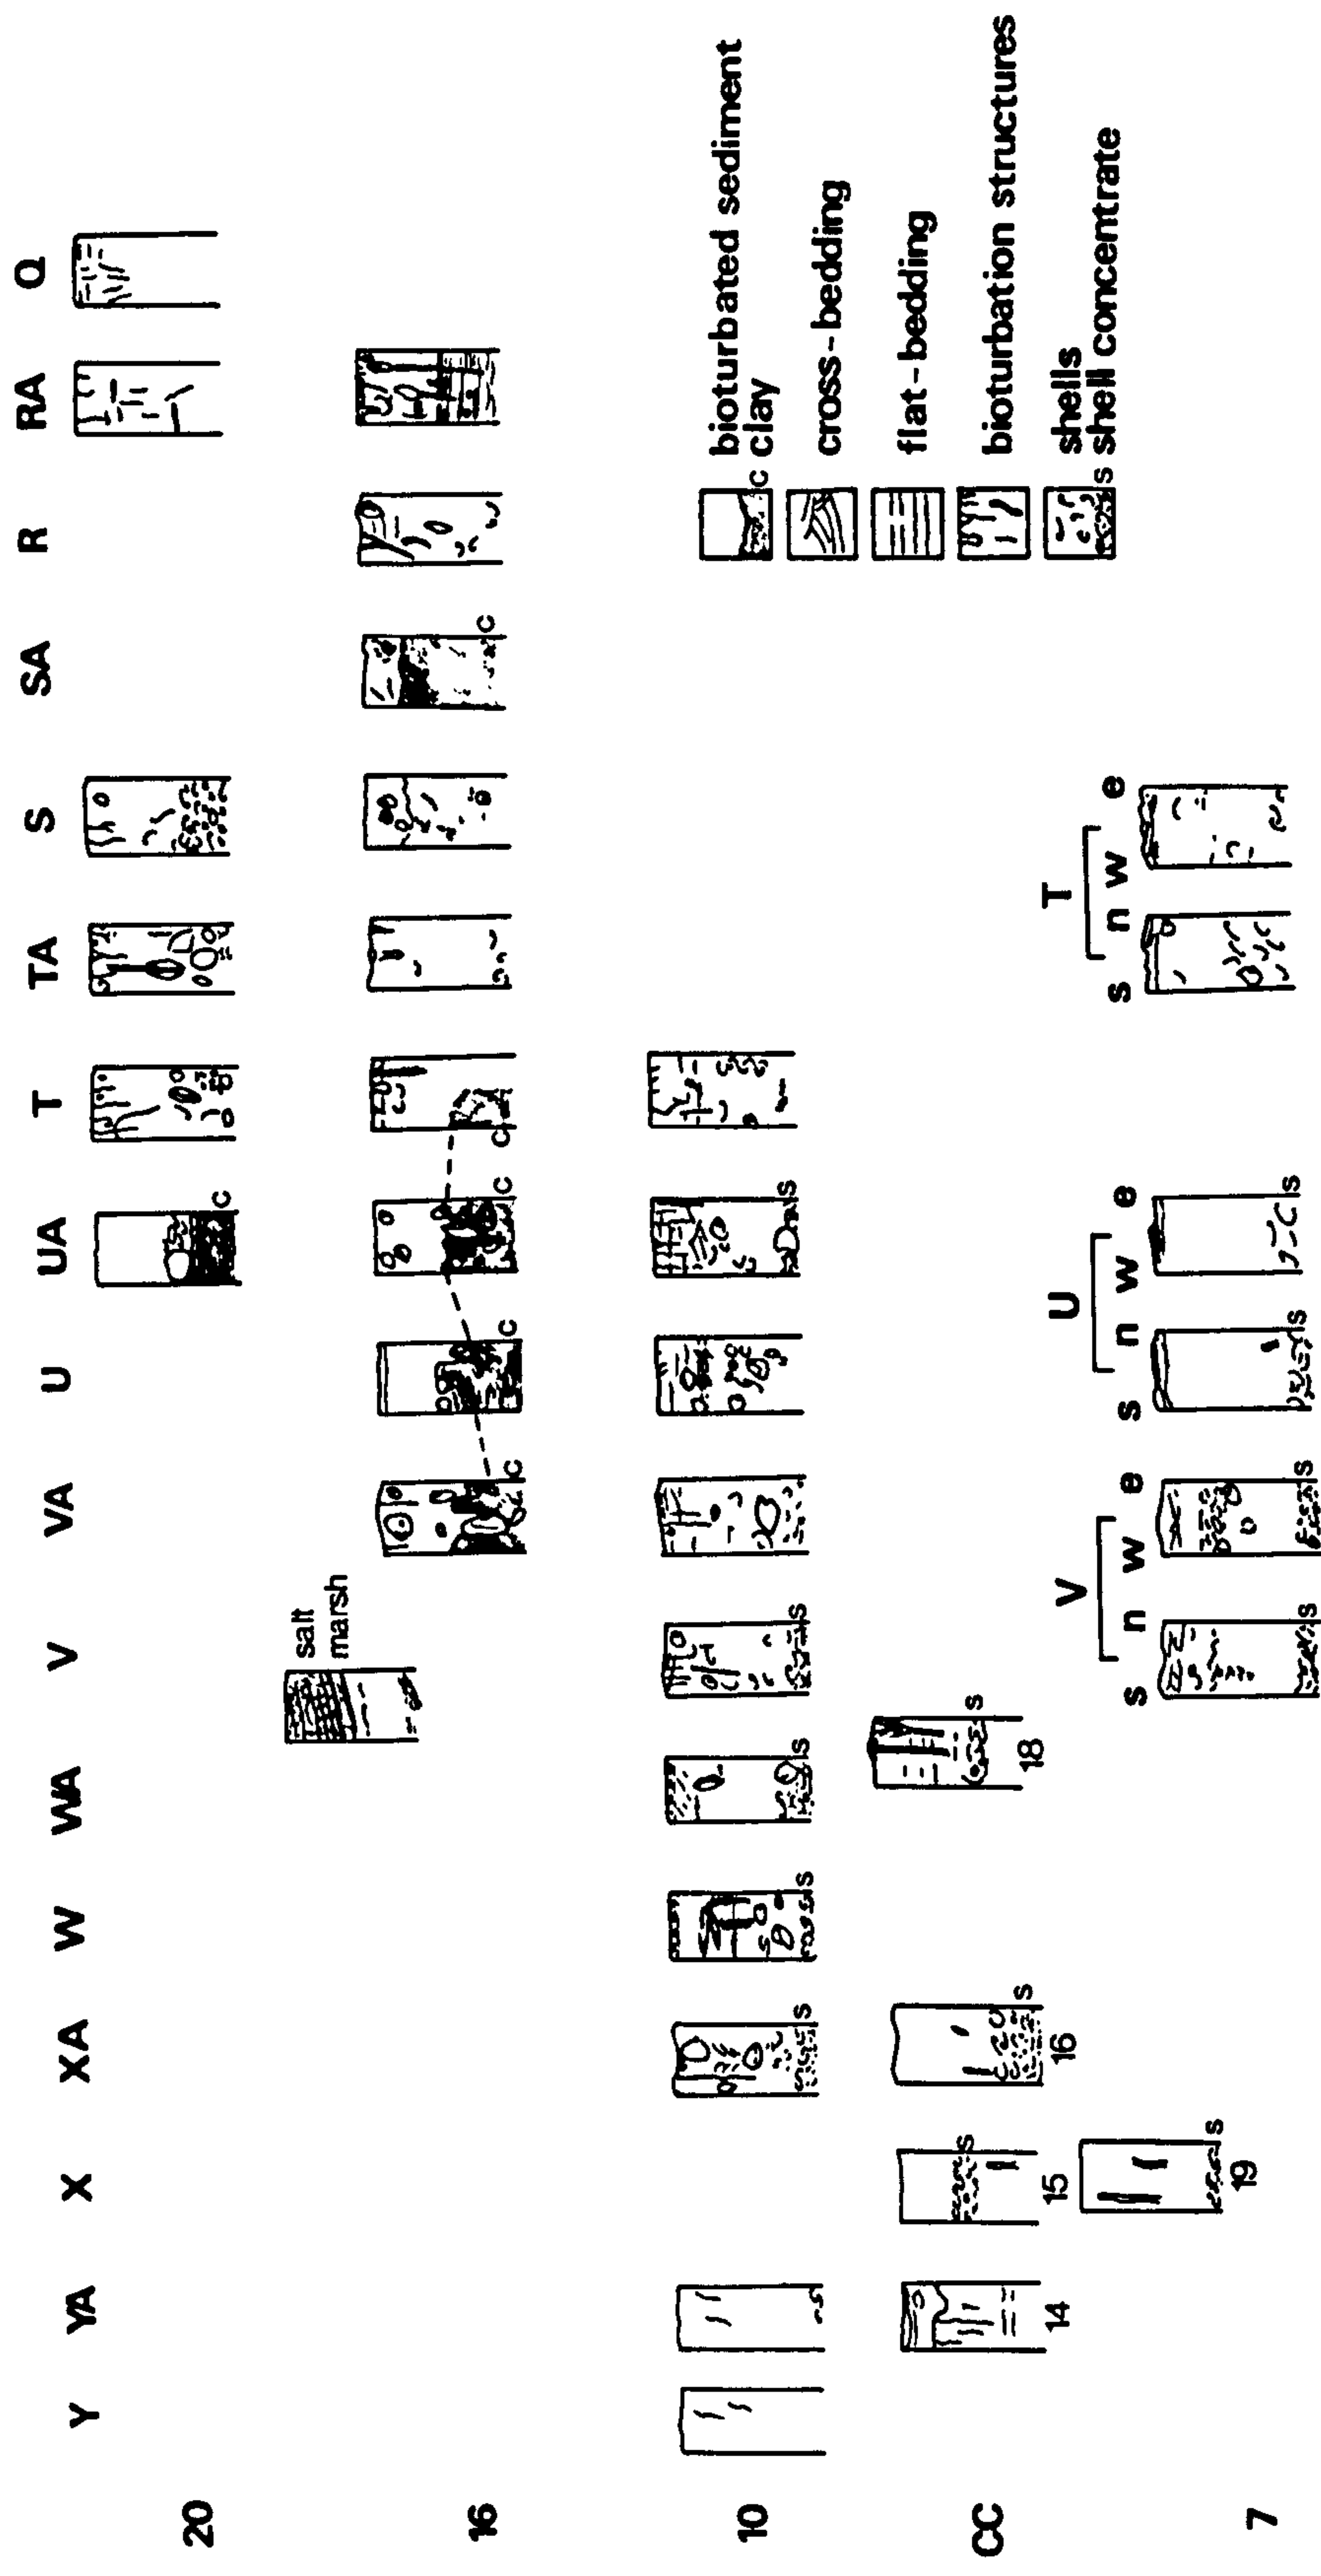 Y YA X XA W WA V VA U UA T TA S SA R RA Q
20
c
salt
marsh
16
c c c c c
10
s s s s s
bioturbated sediment
c clay
cross-bedding
flat-bedding
bioturbation structures
shells
s shell concentrate
CC
14
s
15
s
16
s
18
7
s
19
V
s n w e
s s
U
s n w e
s s
T
s n w e